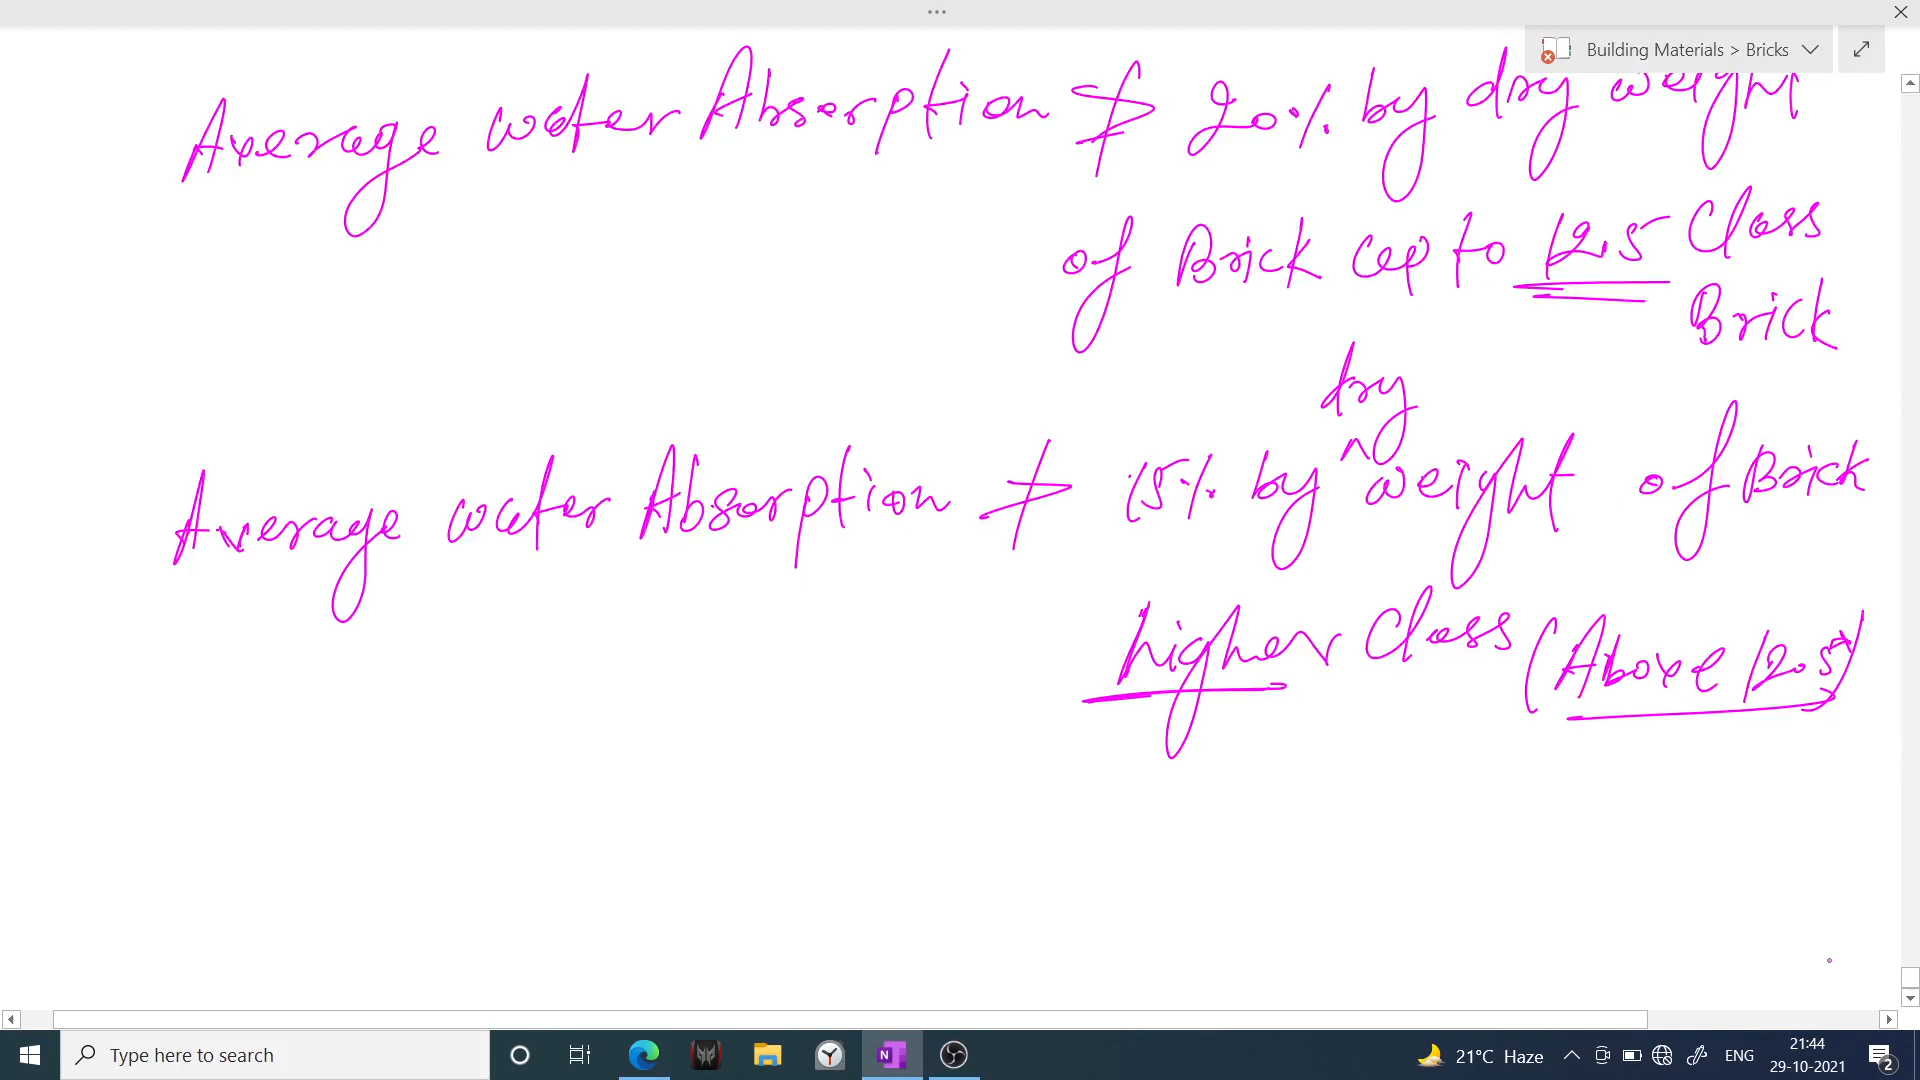 Building Materials > Bricks
Average water Absorption ≯ 20% by dry weight
of Brick up to 12.5 Class
Brick
dry
Average water Absorption ≯ 15% by ^ weight of Brick
higher Class (Above 12.5)
Type here to search
21°C Haze
ENG
21:44
29-10-2021
2